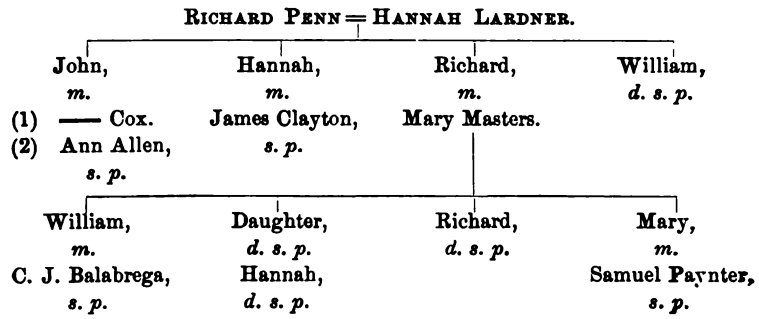 RICHARD PENN = HANNAH LARDNER.
John, Hannah, Richard, William,
m. m. m. d. s. p.
(1) —— Cox. James Clayton, Mary Masters.
(2) Ann Allen, s. p.
s. p.
William, Daughter, Richard, Mary,
m. d. s. p. d. s. p. m.
C. J. Balabrega, Hannah, Samuel Paynter,
s. p. d. s. p. s. p.